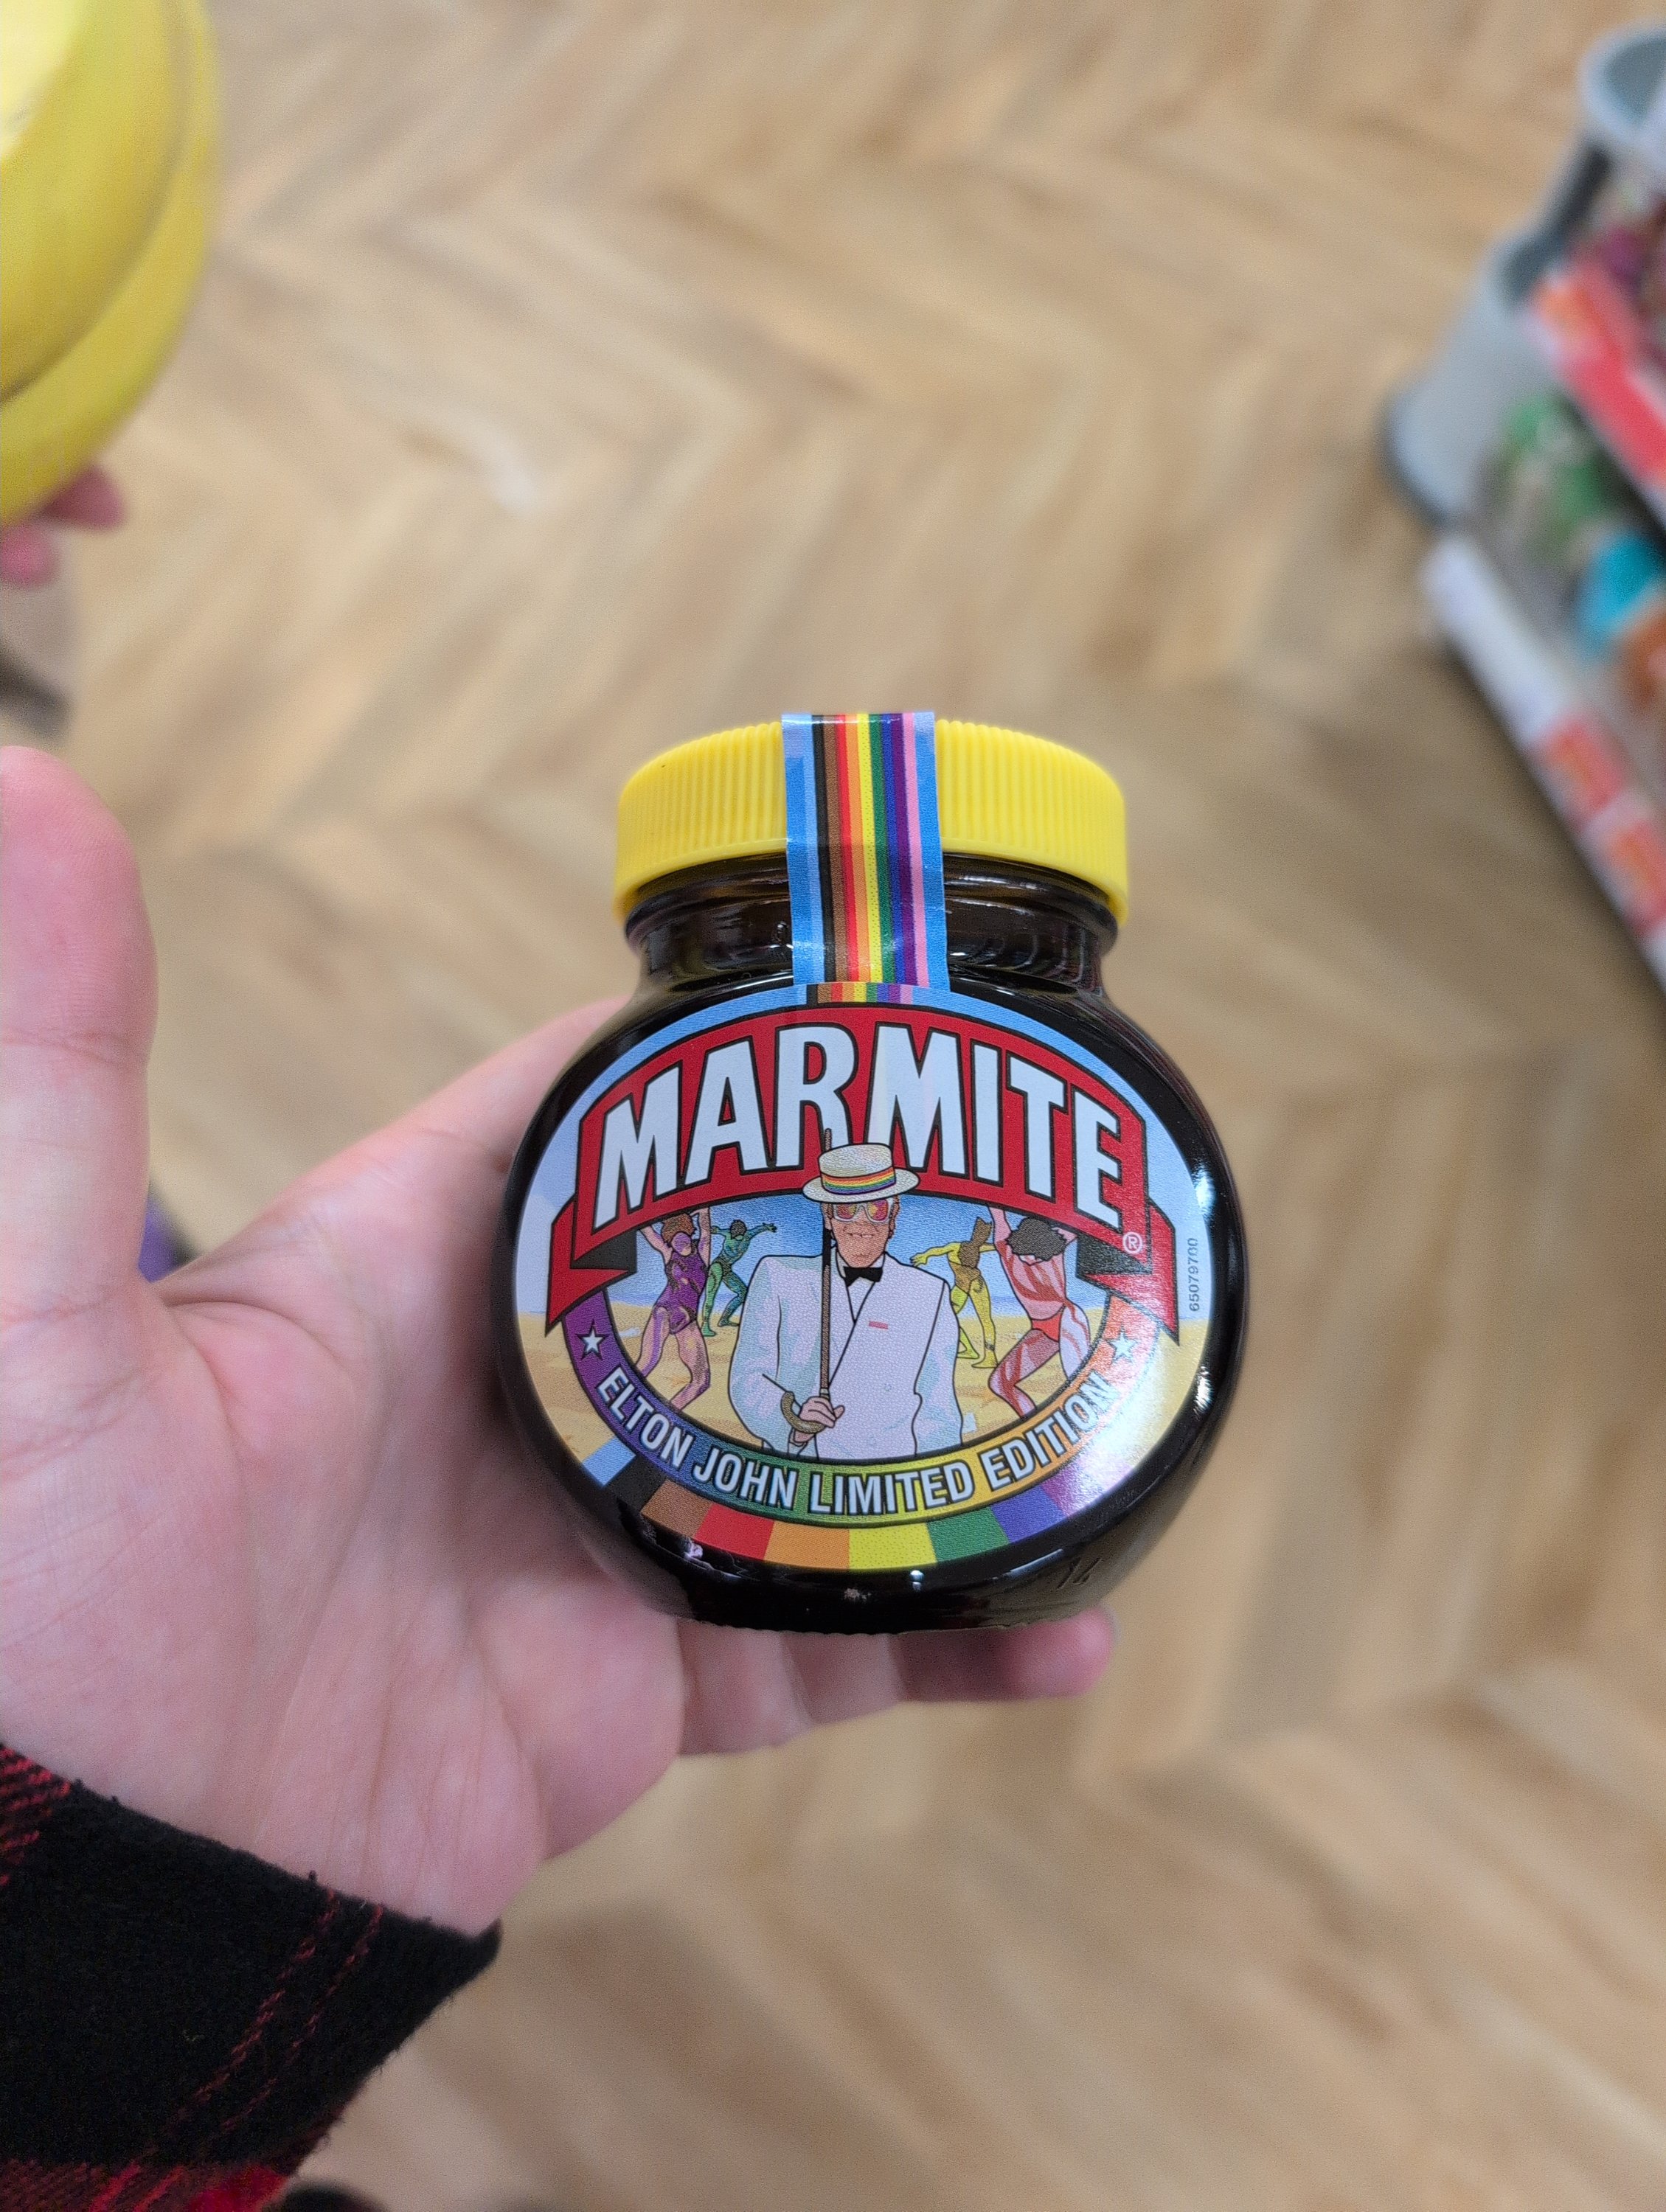 MARMITE
®
65079700
ELTON JOHN LIMITED EDITION